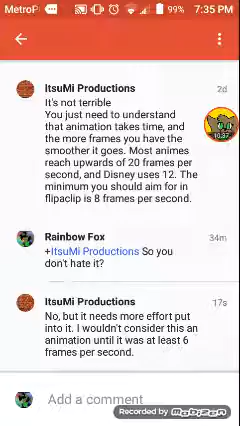 MetroP 99% 7:35 PM
ItsuMi Productions 2d
It's not terrible
You just need to understand
that animation takes time, and
the more frames you have the
smoother it goes. Most animes
reach upwards of 20 frames per
second, and Disney uses 12. The
minimum you should aim for in
flipaclip is 8 frames per second.
10:37
Rainbow Fox 34m
+ItsuMi Productions So you
don't hate it?
ItsuMi Productions 17s
No, but it needs more effort put
into it. I wouldn't consider this an
animation until it was at least 6
frames per second.
Add a comment
Recorded by MOBIZEN